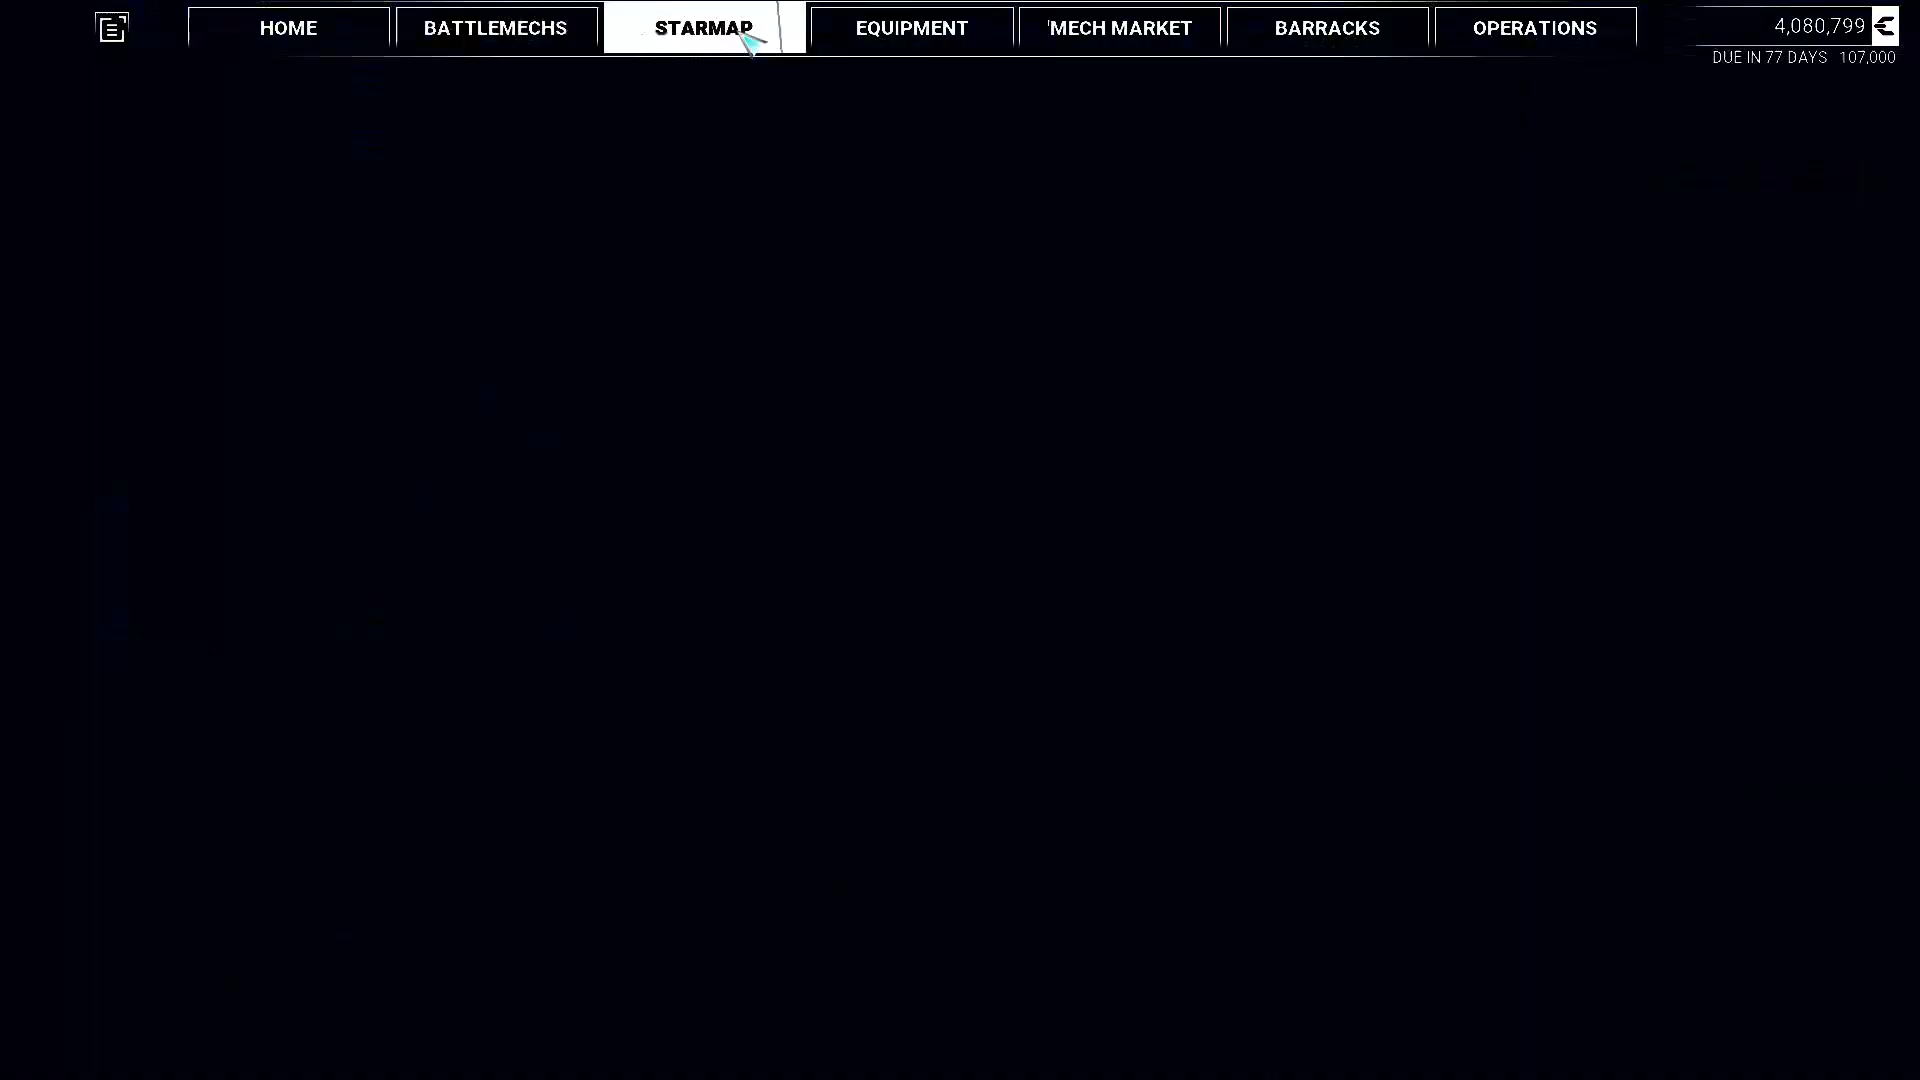 HOME
BATTLEMECHS
STARMAP
EQUIPMENT
'MECH MARKET
BARRACKS
OPERATIONS
4,080,799
DUE IN 77 DAYS 107,000